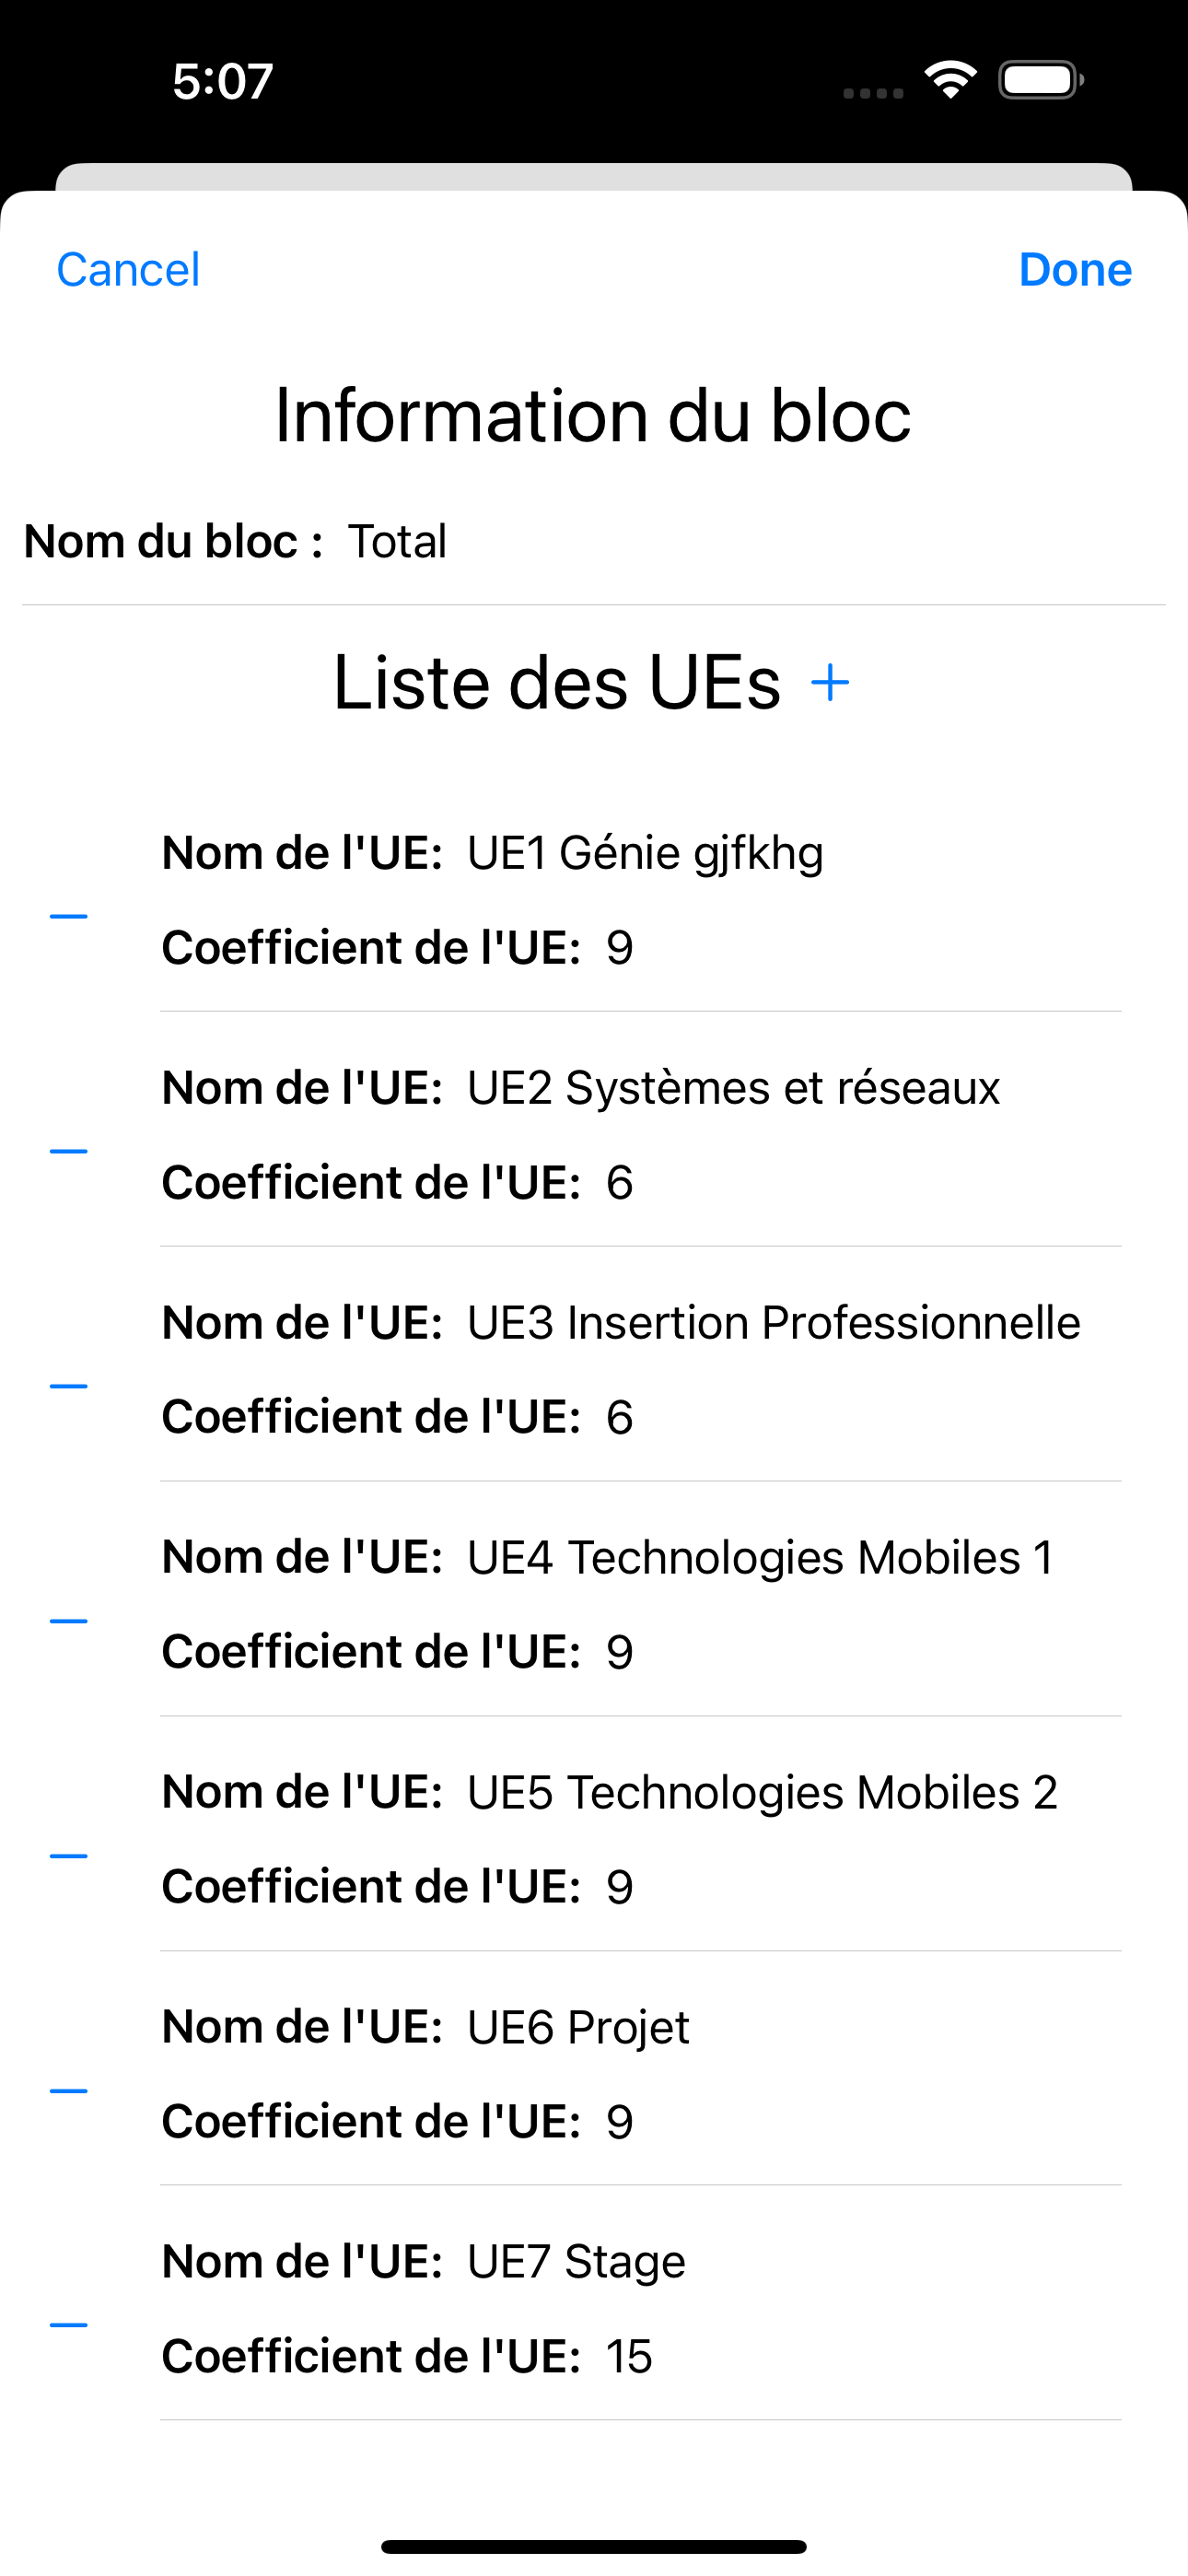 5:07
Cancel
Done
Information du bloc
Nom du bloc : Total
Liste des UEs +
Nom de l'UE: UE1 Génie gjfkhg
Coefficient de l'UE: 9
Nom de l'UE: UE2 Systèmes et réseaux
Coefficient de l'UE: 6
Nom de l'UE: UE3 Insertion Professionnelle
Coefficient de l'UE: 6
Nom de l'UE: UE4 Technologies Mobiles 1
Coefficient de l'UE: 9
Nom de l'UE: UE5 Technologies Mobiles 2
Coefficient de l'UE: 9
Nom de l'UE: UE6 Projet
Coefficient de l'UE: 9
Nom de l'UE: UE7 Stage
Coefficient de l'UE: 15